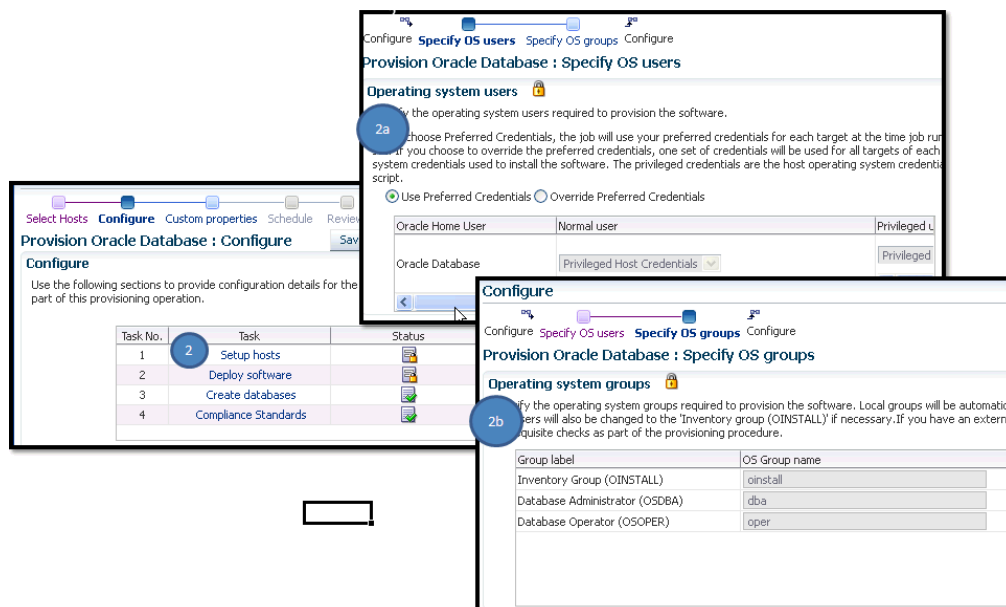 Configure Specify OS users Specify OS groups Configure
Provision Oracle Database : Specify OS users
Operating system users
the operating system users required to provision the software.
2a
choose Preferred Credentials, the job will use your preferred credentials for each target at the time job run
If you choose to override the preferred credentials, one set of credentials will be used for all targets of each
system credentials used to install the software. The privileged credentials are the host operating system credentia
script.
Use Preferred Credentials Override Preferred Credentials
Oracle Home User Normal user Privileged u
Oracle Database Privileged Host Credentials Privileged
Select Hosts Configure Custom properties Schedule Review
Provision Oracle Database : Configure Sav
Configure
Use the following sections to provide configuration details for the
part of this provisioning operation.
Task No. Task Status
2
1 Setup hosts
2 Deploy software
3 Create databases
4 Compliance Standards
Configure
Configure Specify OS users Specify OS groups Configure
Provision Oracle Database : Specify OS groups
Operating system groups
ify the operating system groups required to provision the software. Local groups will be automatic
2b
sers will also be changed to the 'Inventory group (OINSTALL)' if necessary.If you have an extern
quisite checks as part of the provisioning procedure.
Group label OS Group name
Inventory Group (OINSTALL) oinstall
Database Administrator (OSDBA) dba
Database Operator (OSOPER) oper